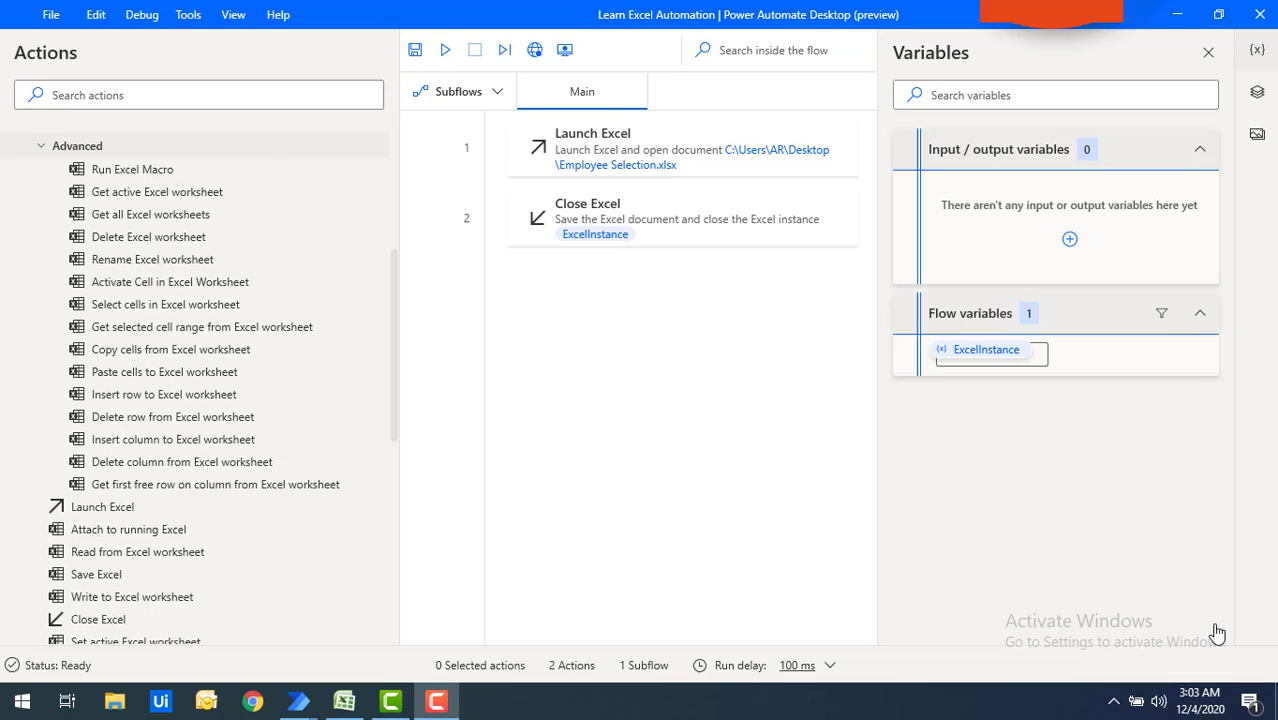 File Edit Debug Tools View Help Learn Excel Automation | Power Automate Desktop (preview)
Actions
Search actions
Advanced
Run Excel Macro
Get active Excel worksheet
Get all Excel worksheets
Delete Excel worksheet
Rename Excel worksheet
Activate Cell in Excel Worksheet
Select cells in Excel worksheet
Get selected cell range from Excel worksheet
Copy cells from Excel worksheet
Paste cells to Excel worksheet
Insert row to Excel worksheet
Delete row from Excel worksheet
Insert column to Excel worksheet
Delete column from Excel worksheet
Get first free row on column from Excel worksheet
Launch Excel
Attach to running Excel
Read from Excel worksheet
Save Excel
Write to Excel worksheet
Close Excel
Set active Excel worksheet
Search inside the flow
Subflows Main
1 Launch Excel
Launch Excel and open document C:\Users\AR\Desktop
\Employee Selection.xlsx
2 Close Excel
Save the Excel document and close the Excel instance
ExcelInstance
Variables
{x}
Search variables
Input / output variables 0
There aren't any input or output variables here yet
Flow variables 1
(x) ExcelInstance
Activate Windows
Go to Settings to activate Windows.
Status: Ready 0 Selected actions 2 Actions 1 Subflow Run delay: 100 ms
Ui
3:03 AM
12/4/2020
1